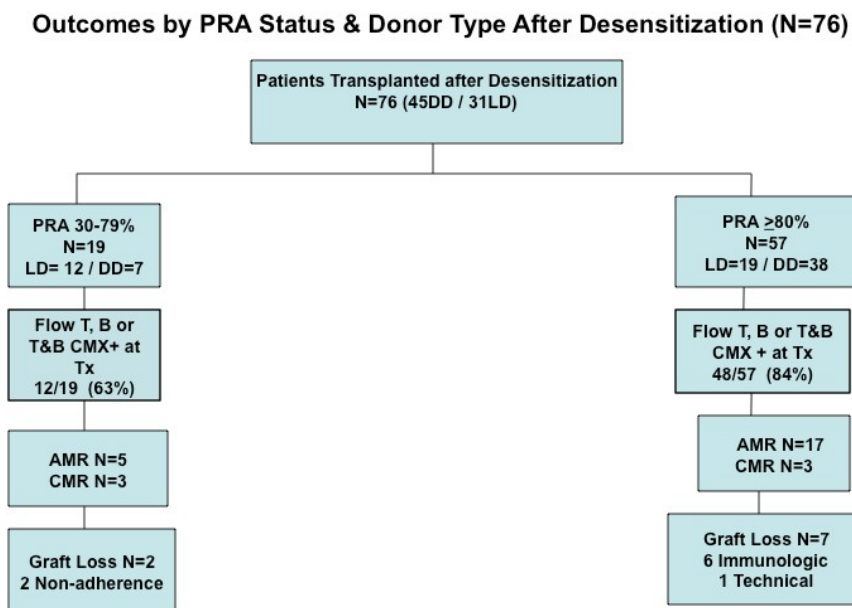 Outcomes by PRA Status & Donor Type After Desensitization (N=76)
Patients Transplanted after Desensitization
N=76 (45DD / 31LD)
PRA 30-79%
N=19
LD= 12 / DD=7
Flow T, B or
T&B CMX+ at
Tx
12/19 (63%)
AMR N=5
CMR N=3
Graft Loss N=2
2 Non-adherence
PRA ≥80%
N=57
LD=19 / DD=38
Flow T, B or T&B
CMX + at Tx
48/57 (84%)
AMR N=17
CMR N=3
Graft Loss N=7
6 Immunologic
1 Technical